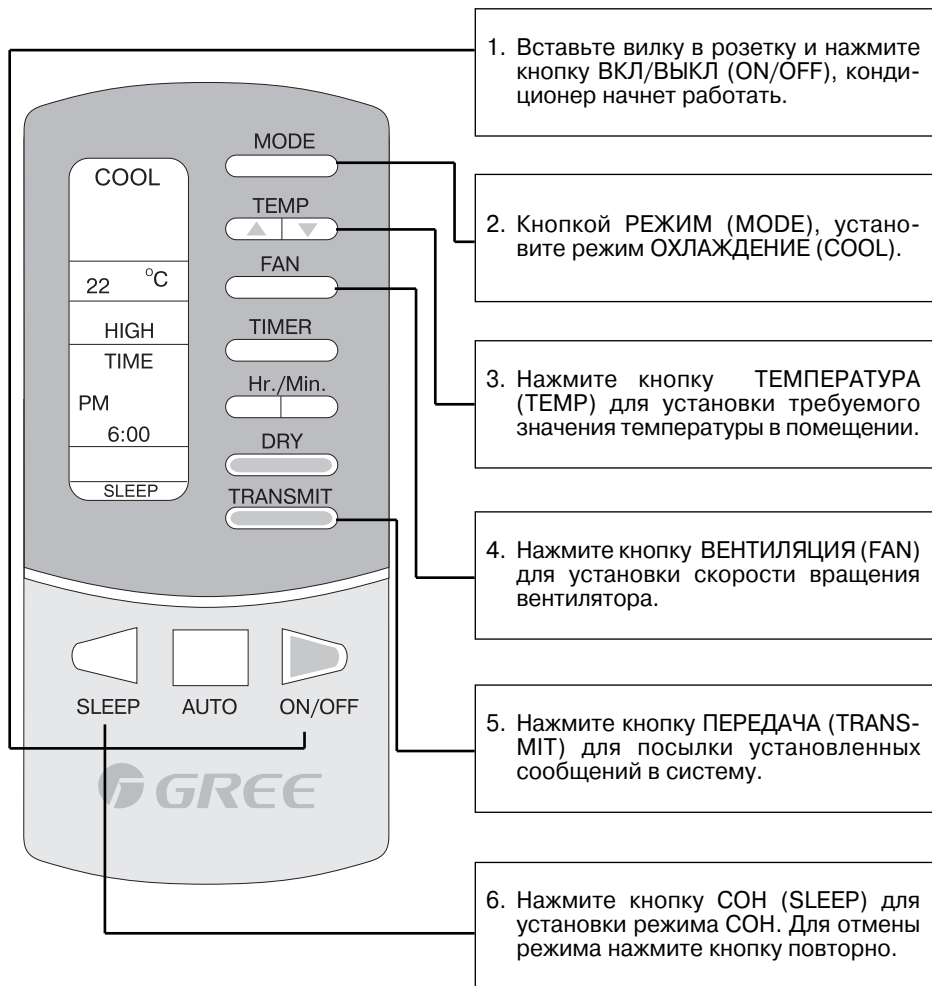 1. Вставьте вилку в розетку и нажмите
кнопку ВКЛ/ВЫКЛ (ON/OFF), конди-
ционер начнет работать.
MODE
COOL
2. Кнопкой РЕЖИМ (MODE), устано-
вите режим ОХЛАЖДЕНИЕ (COOL).
TEMP
FAN
22 °C
HIGH
TIMER
TIME
3. Нажмите кнопку ТЕМПЕРАТУРА
(TEMP) для установки требуемого
значения температуры в помещении.
Hr./Min.
PM
6:00
DRY
SLEEP
TRANSMIT
4. Нажмите кнопку ВЕНТИЛЯЦИЯ (FAN)
для установки скорости вращения
вентилятора.
SLEEP AUTO ON/OFF
5. Нажмите кнопку ПЕРЕДАЧА (TRANS-
MIT) для посылки установленных
сообщений в систему.
GREE
6. Нажмите кнопку СОН (SLEEP) для
установки режима СОН. Для отмены
режима нажмите кнопку повторно.